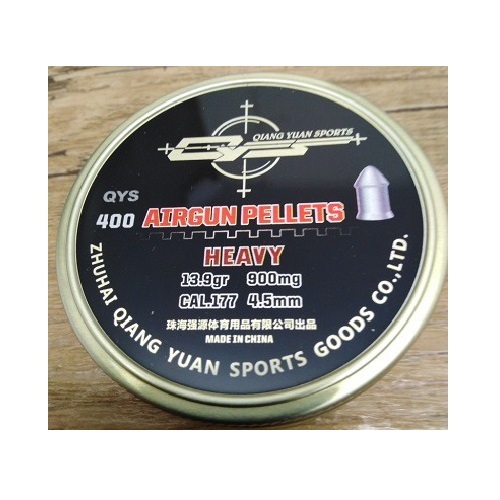 QIANG YUAN SPORTS
QYS
QYS
400
AIRGUN PELLETS
HEAVY
13.9gr 900mg
CAL.177 4.5mm
珠海强源体育用品有限公司出品
MADE IN CHINA
ZHUHAI QIANG YUAN SPORTS GOODS CO.,LTD.